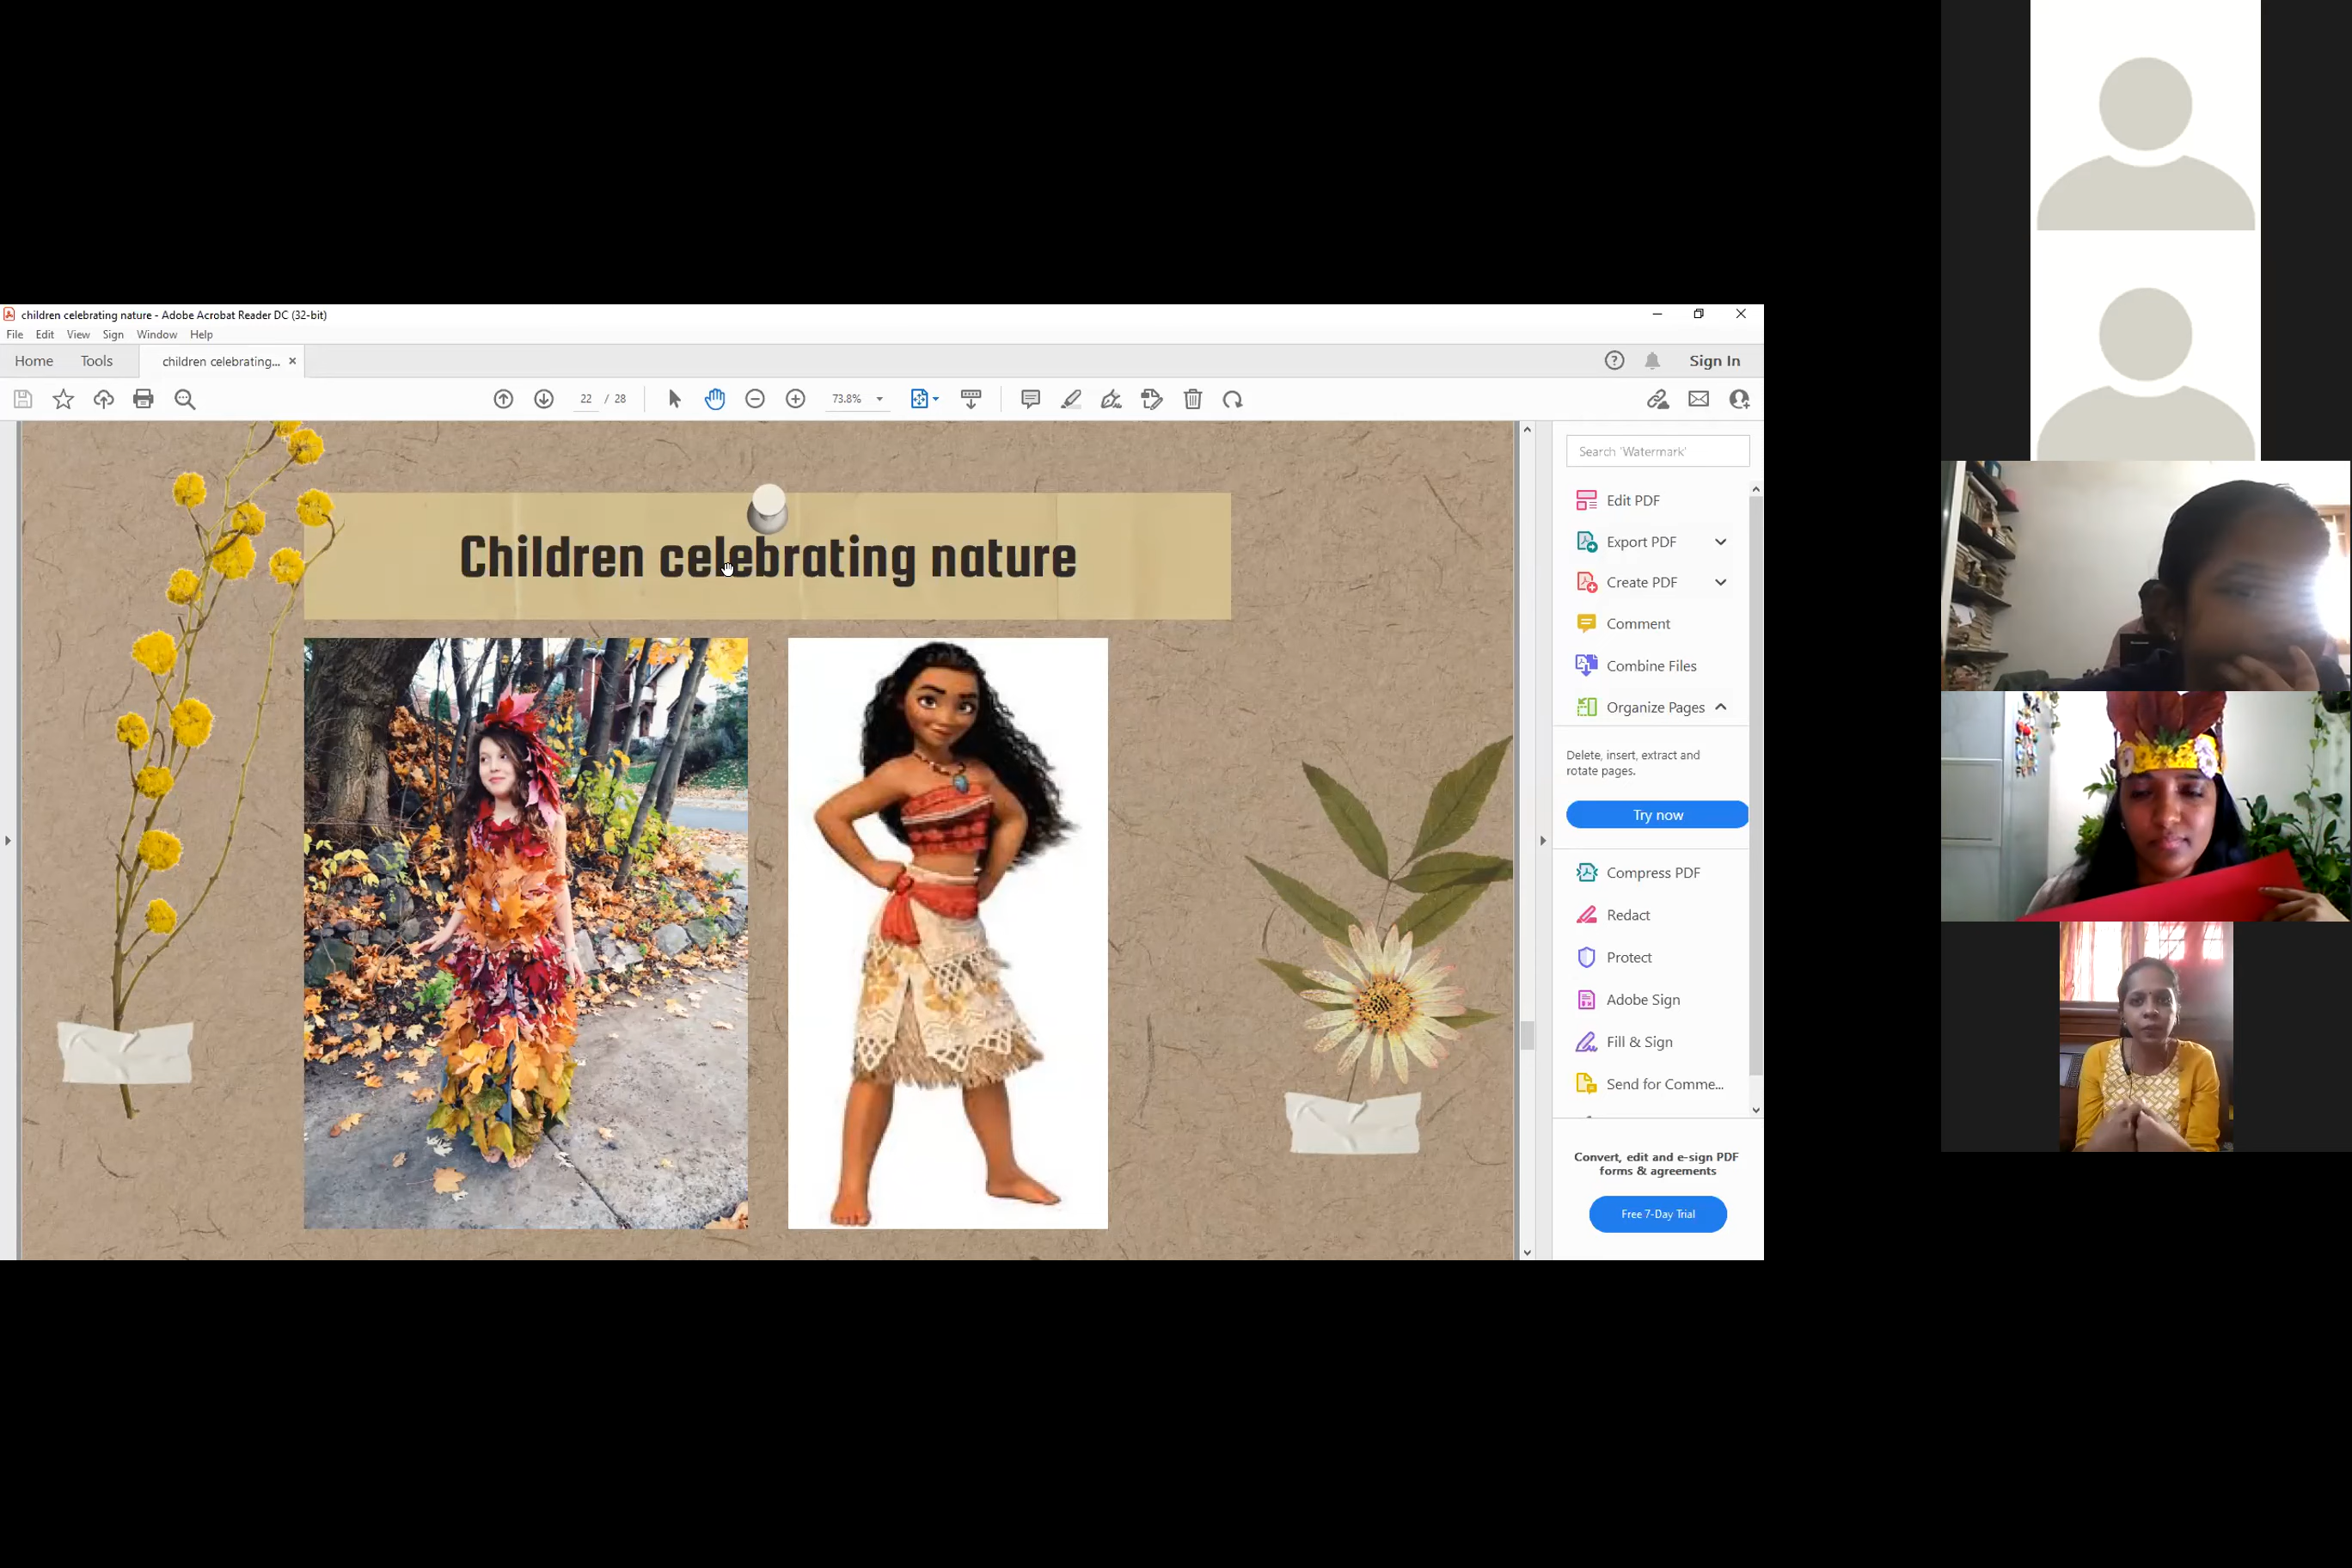 children celebrating nature - Adobe Acrobat Reader DC (32-bit)
File Edit View Sign Window Help
Home Tools children celebrating... × Sign In
22 / 28 73.8%
Children celebrating nature
Search 'Watermark'
Edit PDF
Export PDF
Create PDF
Comment
Combine Files
Organize Pages
Delete, insert, extract and
rotate pages.
Try now
Compress PDF
Redact
Protect
Adobe Sign
Fill & Sign
Send for Comme...
Convert, edit and e-sign PDF
forms & agreements
Free 7-Day Trial